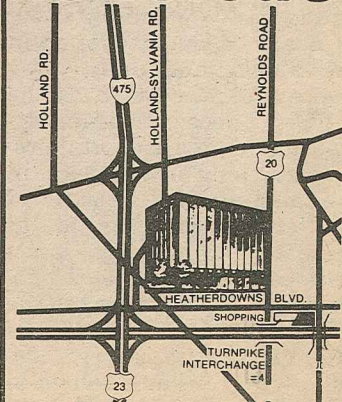 HOLLAND RD.
475
HOLLAND-SYLVANIA RD.
REYNOLDS ROAD
20
HEATHERDOWNS BLVD.
SHOPPING
TURNPIKE
INTERCHANGE
=4
23